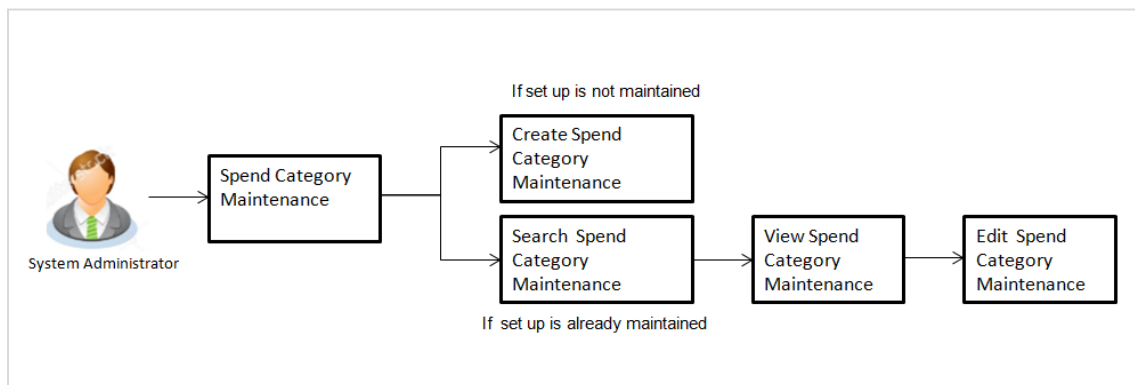 If set up is not maintained
Create Spend
Category
Maintenance
Spend Category
Maintenance
System Administrator
Search Spend
Category
Maintenance
View Spend
Category
Maintenance
Edit Spend
Category
Maintenance
If set up is already maintained